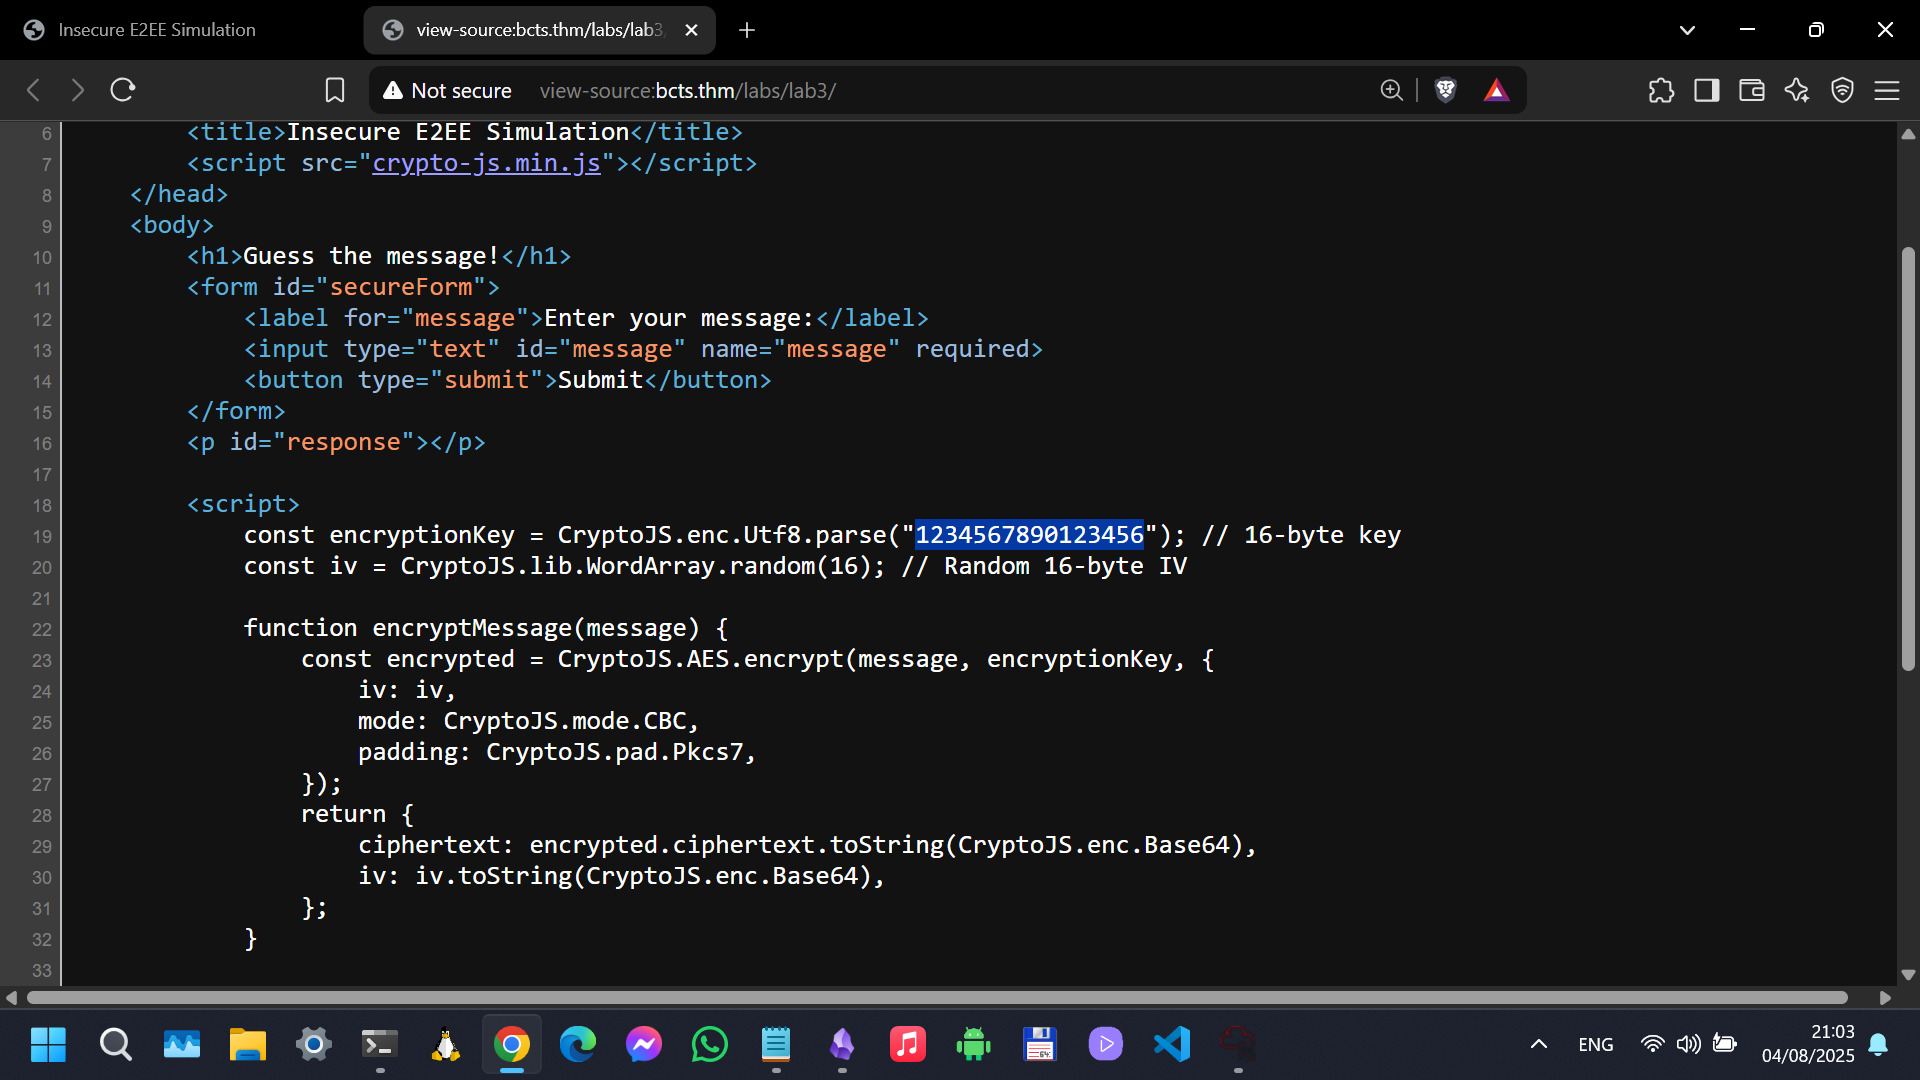 Insecure E2EE Simulation
view-source:bcts.thm/labs/lab3
Not secure
view-source:bcts.thm/labs/lab3/
6 <title>Insecure E2EE Simulation</title>
7 <script src="crypto-js.min.js"></script>
8 </head>
9 <body>
10 <h1>Guess the message!</h1>
11 <form id="secureForm">
12 <label for="message">Enter your message:</label>
13 <input type="text" id="message" name="message" required>
14 <button type="submit">Submit</button>
15 </form>
16 <p id="response"></p>
17
18 <script>
19 const encryptionKey = CryptoJS.enc.Utf8.parse("1234567890123456"); // 16-byte key
20 const iv = CryptoJS.lib.WordArray.random(16); // Random 16-byte IV
21
22 function encryptMessage(message) {
23 const encrypted = CryptoJS.AES.encrypt(message, encryptionKey, {
24 iv: iv,
25 mode: CryptoJS.mode.CBC,
26 padding: CryptoJS.pad.Pkcs7,
27 });
28 return {
29 ciphertext: encrypted.ciphertext.toString(CryptoJS.enc.Base64),
30 iv: iv.toString(CryptoJS.enc.Base64),
31 };
32 }
33
64
ENG
21:03
04/08/2025